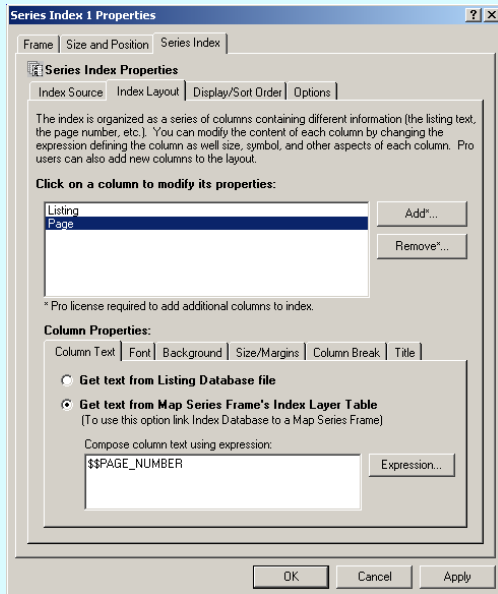 Series Index 1 Properties
Frame Size and Position Series Index
Series Index Properties
Index Source Index Layout Display/Sort Order Options
The index is organized as a series of columns containing different information (the listing text,
the page number, etc.). You can modify the content of each column by changing the
expression defining the column as well size, symbol, and other aspects of each column. Pro
users can also add new columns to the layout.
Click on a column to modify its properties:
Listing
Page
Add*...
Remove*...
* Pro license required to add additional columns to index.
Column Properties:
Column Text Font Background Size/Margins Column Break Title
Get text from Listing Database file
Get text from Map Series Frame's Index Layer Table
(To use this option link Index Database to a Map Series Frame)
Compose column text using expression:
$$PAGE_NUMBER
Expression...
OK Cancel Apply